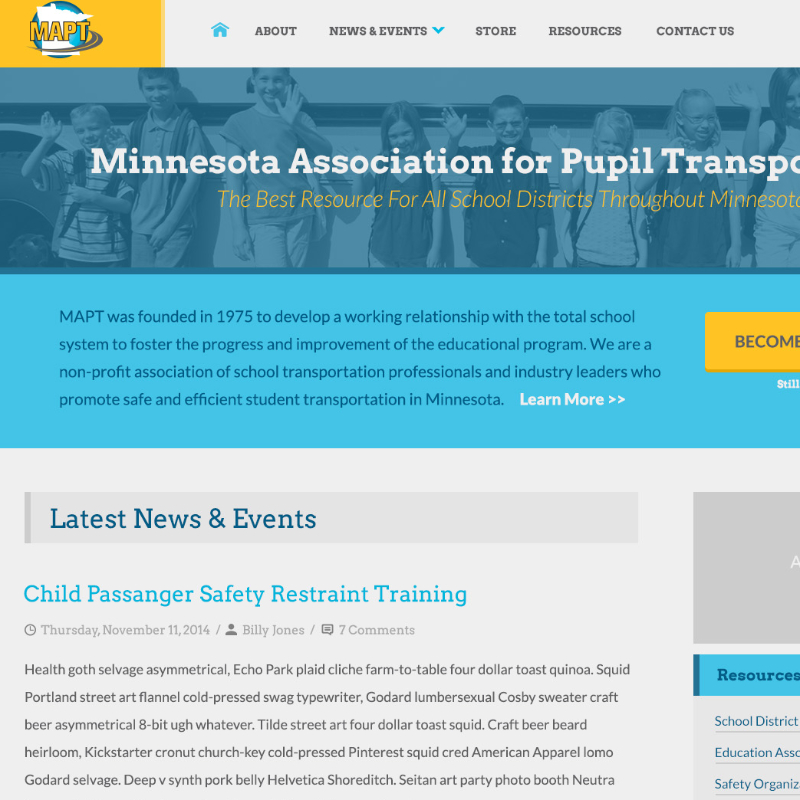 MAPT
ABOUT NEWS & EVENTS STORE RESOURCES CONTACT US
Minnesota Association for Pupil Transpo
The Best Resource For All School Districts Throughout Minnesota
MAPT was founded in 1975 to develop a working relationship with the total school
system to foster the progress and improvement of the educational program. We are a
non-profit association of school transportation professionals and industry leaders who
promote safe and efficient student transportation in Minnesota. Learn More >>
BECOME
Still
Latest News & Events
A
Child Passanger Safety Restraint Training
Thursday, November 11, 2014 / Billy Jones / 7 Comments
Health goth selvage asymmetrical, Echo Park plaid cliche farm-to-table four dollar toast quinoa. Squid
Portland street art flannel cold-pressed swag typewriter, Godard lumbersexual Cosby sweater craft
beer asymmetrical 8-bit ugh whatever. Tilde street art four dollar toast squid. Craft beer beard
heirloom, Kickstarter cronut church-key cold-pressed Pinterest squid cred American Apparel lomo
Godard selvage. Deep v synth pork belly Helvetica Shoreditch. Seitan art party photo booth Neutra
Resources
School District
Education Asso
Safety Organiz